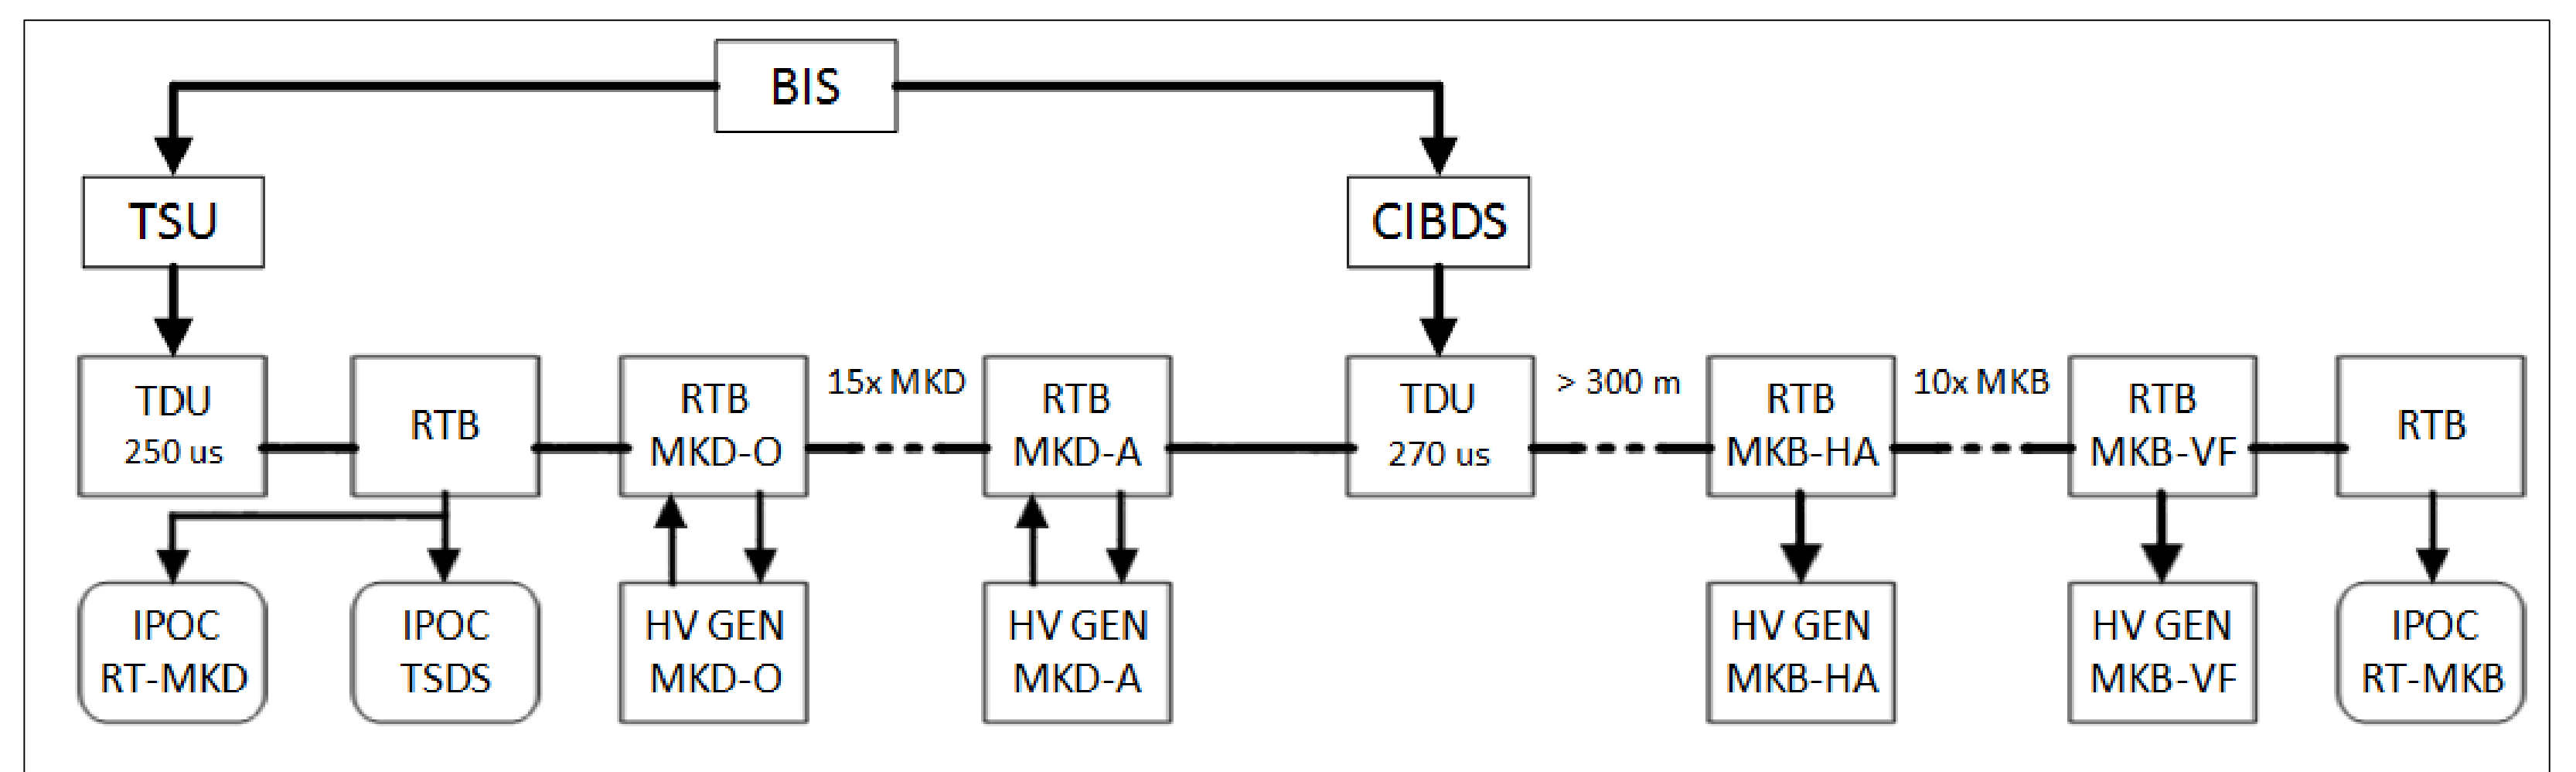 BIS
TSU
CIBDS
TDU
250 us
RTB
RTB
MKD-O
15x MKD
RTB
MKD-A
TDU
270 us
> 300 m
RTB
MKB-HA
10x MKB
RTB
MKB-VF
RTB
IPOC
RT-MKD
IPOC
TSDS
HV GEN
MKD-O
HV GEN
MKD-A
HV GEN
MKB-HA
HV GEN
MKB-VF
IPOC
RT-MKB